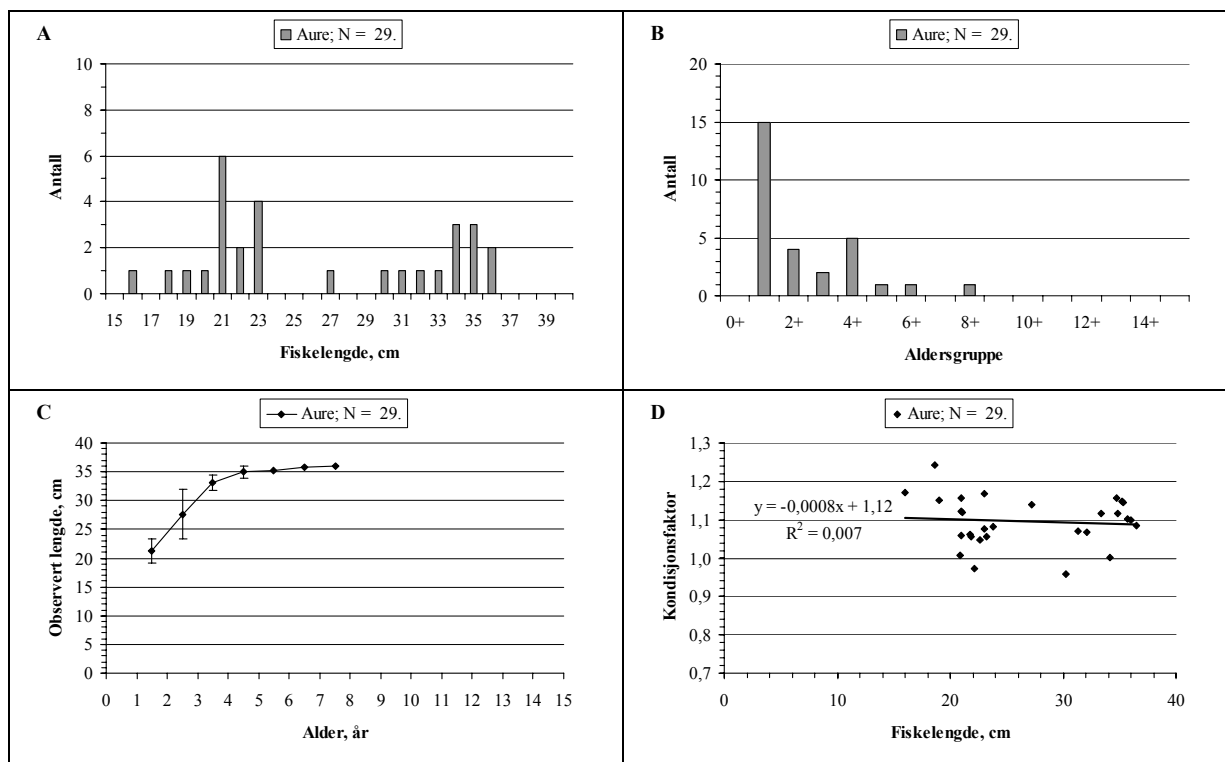 A
Aure; N = 29.
10
8
6
4
2
0
Antall
15 17 19 21 23 25 27 29 31 33 35 37 39
Fiskelengde, cm
B
Aure; N = 29.
20
15
10
5
0
Antall
0+ 2+ 4+ 6+ 8+ 10+ 12+ 14+
Aldersgruppe
C
Aure; N = 29.
40
35
30
25
20
15
10
5
0
Observert lengde, cm
0 1 2 3 4 5 6 7 8 9 10 11 12 13 14 15
Alder, år
D
Aure; N = 29.
1,3
1,2
1,1
1,0
0,9
0,8
0,7
Kondisjonsfaktor
y = -0,0008x + 1,12
R² = 0,007
0 10 20 30 40
Fiskelengde, cm